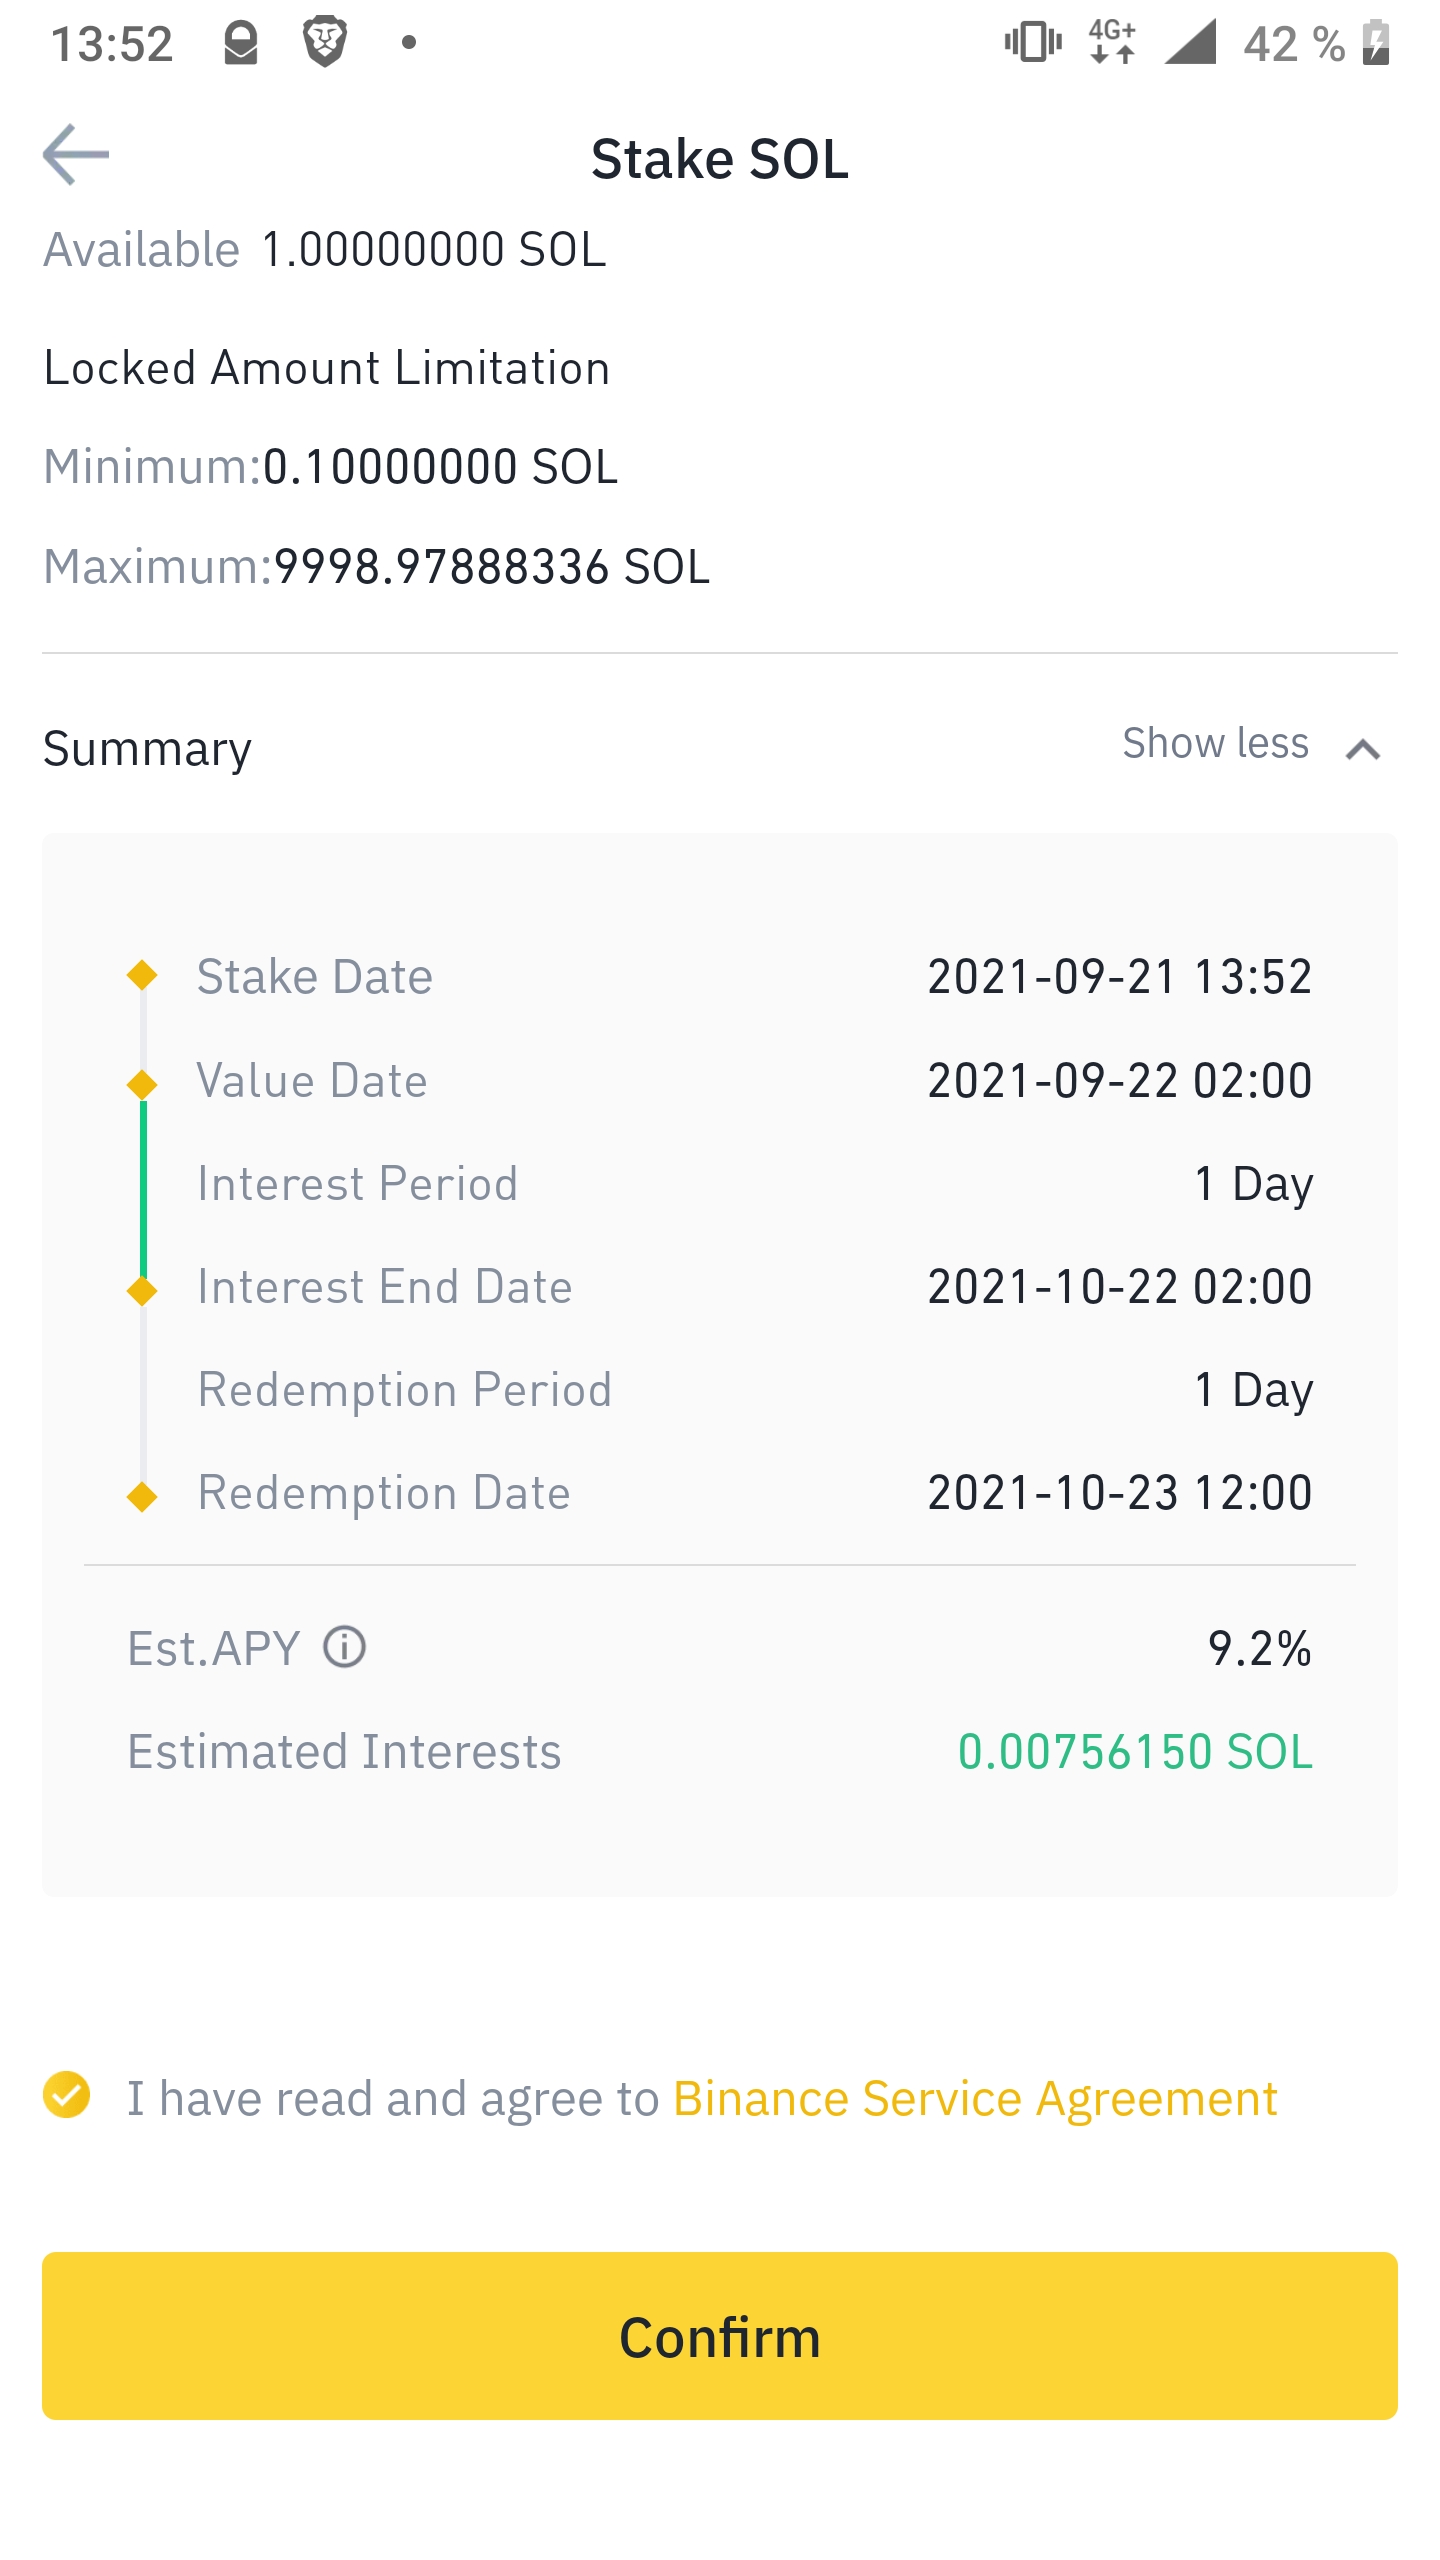 13:52 4G+ 42 %
Stake SOL
Available 1.00000000 SOL
Locked Amount Limitation
Minimum:0.10000000 SOL
Maximum:9998.97888336 SOL
Summary Show less
Stake Date 2021-09-21 13:52
Value Date 2021-09-22 02:00
Interest Period 1 Day
Interest End Date 2021-10-22 02:00
Redemption Period 1 Day
Redemption Date 2021-10-23 12:00
Est.APY 9.2%
Estimated Interests 0.00756150 SOL
I have read and agree to Binance Service Agreement
Confirm